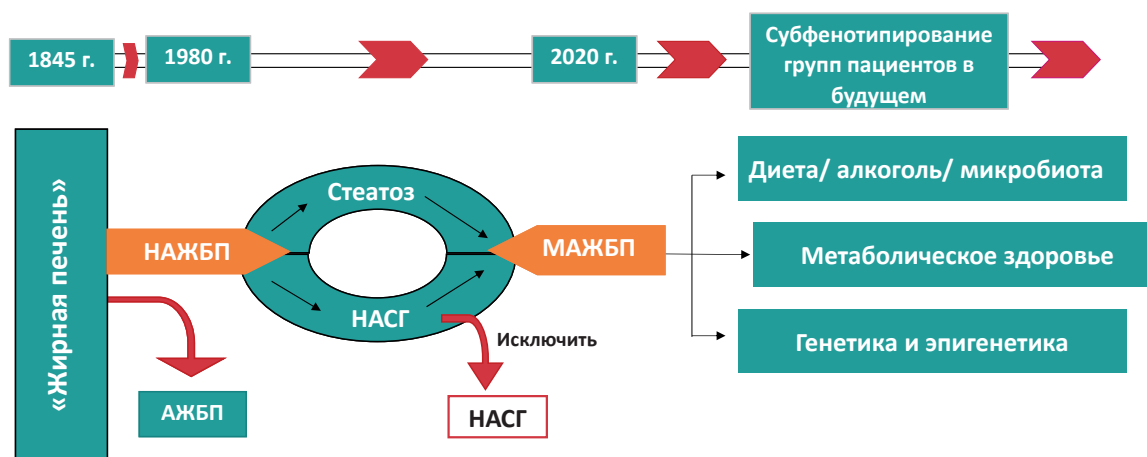 1845 г.
1980 г.
2020 г.
Субфенотипирование
групп пациентов в
будущем
«Жирная печень»
НАЖБП
Стеатоз
НАСГ
МАЖБП
Исключить
АЖБП
НАСГ
Диета/ алкоголь/ микробиота
Метаболическое здоровье
Генетика и эпигенетика